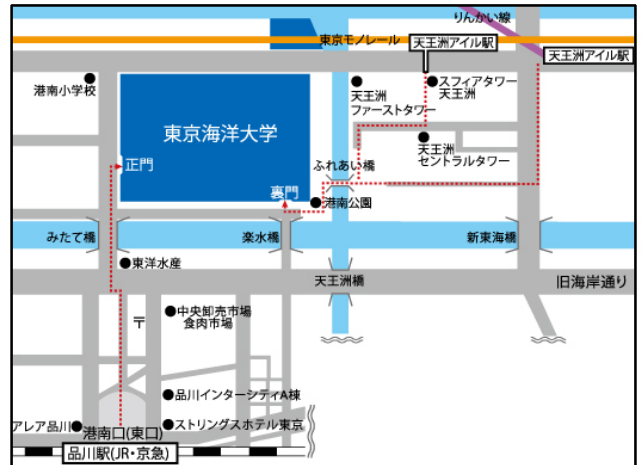 りんかい線
東京モノレール
天王洲アイル駅
天王洲アイル駅
港南小学校
天王洲
ファーストタワー
スフィアタワー
天王洲
東京海洋大学
天王洲
セントラルタワー
正門
ふれあい橋
裏門
港南公園
みたて橋
楽水橋
新東海橋
東洋水産
天王洲橋
旧海岸通り
〒
中央卸売市場
食肉市場
品川インターシティA棟
アレア品川
ストリングスホテル東京
港南口(東口)
品川駅(JR・京急)